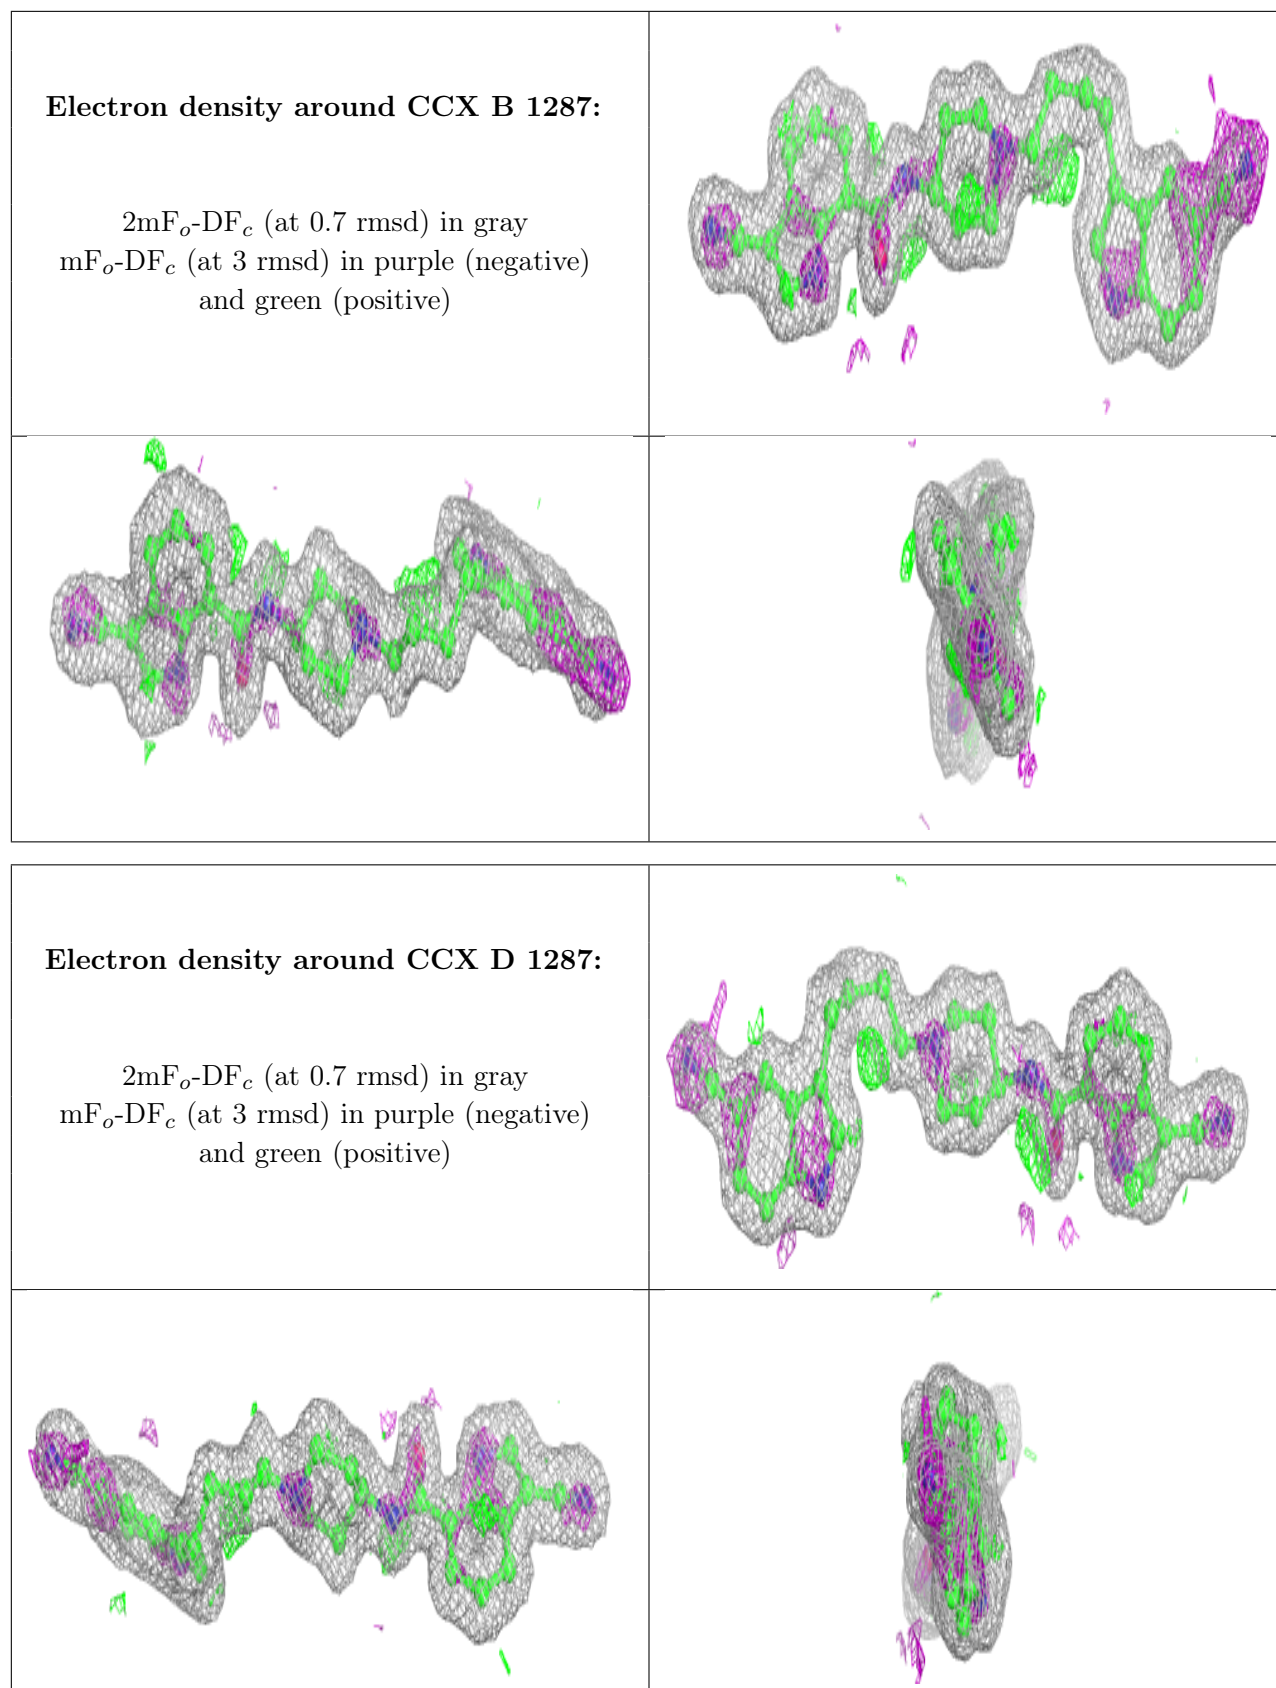 Electron density around CCX B 1287:
2mFo-DFc (at 0.7 rmsd) in gray
mFo-DFc (at 3 rmsd) in purple (negative)
and green (positive)
Electron density around CCX D 1287:
2mFo-DFc (at 0.7 rmsd) in gray
mFo-DFc (at 3 rmsd) in purple (negative)
and green (positive)